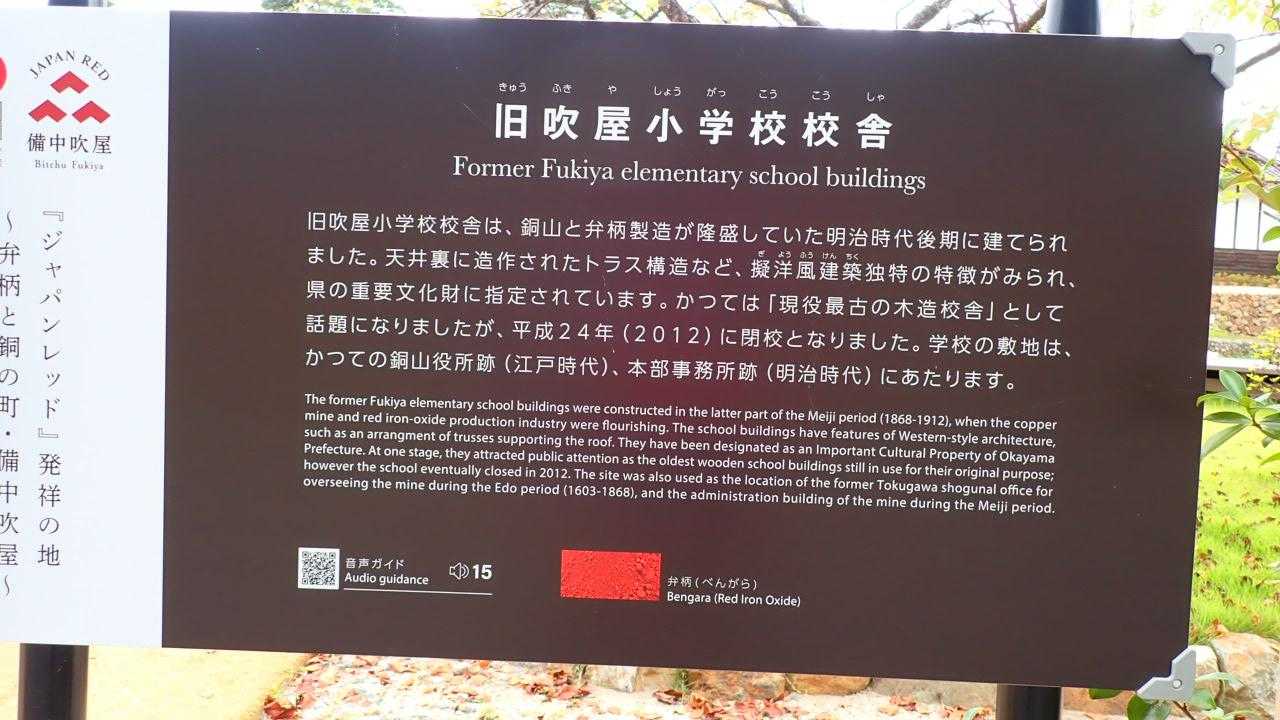 JAPAN RED
備中吹屋
Bitchu Fukiya
『ジャパンレッド』発祥の地
～弁柄と銅の町・備中吹屋～
きゅう ふき や しょう がっ こう こう しゃ
旧吹屋小学校校舎
Former Fukiya elementary school buildings
旧吹屋小学校校舎は、銅山と弁柄製造が隆盛していた明治時代後期に建てられ
ぎ よう ふう けん ちく
ました。天井裏に造作されたトラス構造など、擬洋風建築独特の特徴がみられ、
県の重要文化財に指定されています。かつては「現役最古の木造校舎」として
話題になりましたが、平成24年（2012）に閉校となりました。学校の敷地は、
かつての銅山役所跡（江戸時代）、本部事務所跡（明治時代）にあたります。
The former Fukiya elementary school buildings were constructed in the latter part of the Meiji period (1868-1912), when the copper
mine and red iron-oxide production industry were flourishing. The school buildings have features of Western-style architecture,
such as an arrangment of trusses supporting the roof. They have been designated as an Important Cultural Property of Okayama
Prefecture. At one stage, they attracted public attention as the oldest wooden school buildings still in use for their original purpose;
however the school eventually closed in 2012. The site was also used as the location of the former Tokugawa shogunal office for
overseeing the mine during the Edo period (1603-1868), and the administration building of the mine during the Meiji period.
音声ガイド
Audio guidance
15
弁柄（べんがら）
Bengara (Red Iron Oxide)